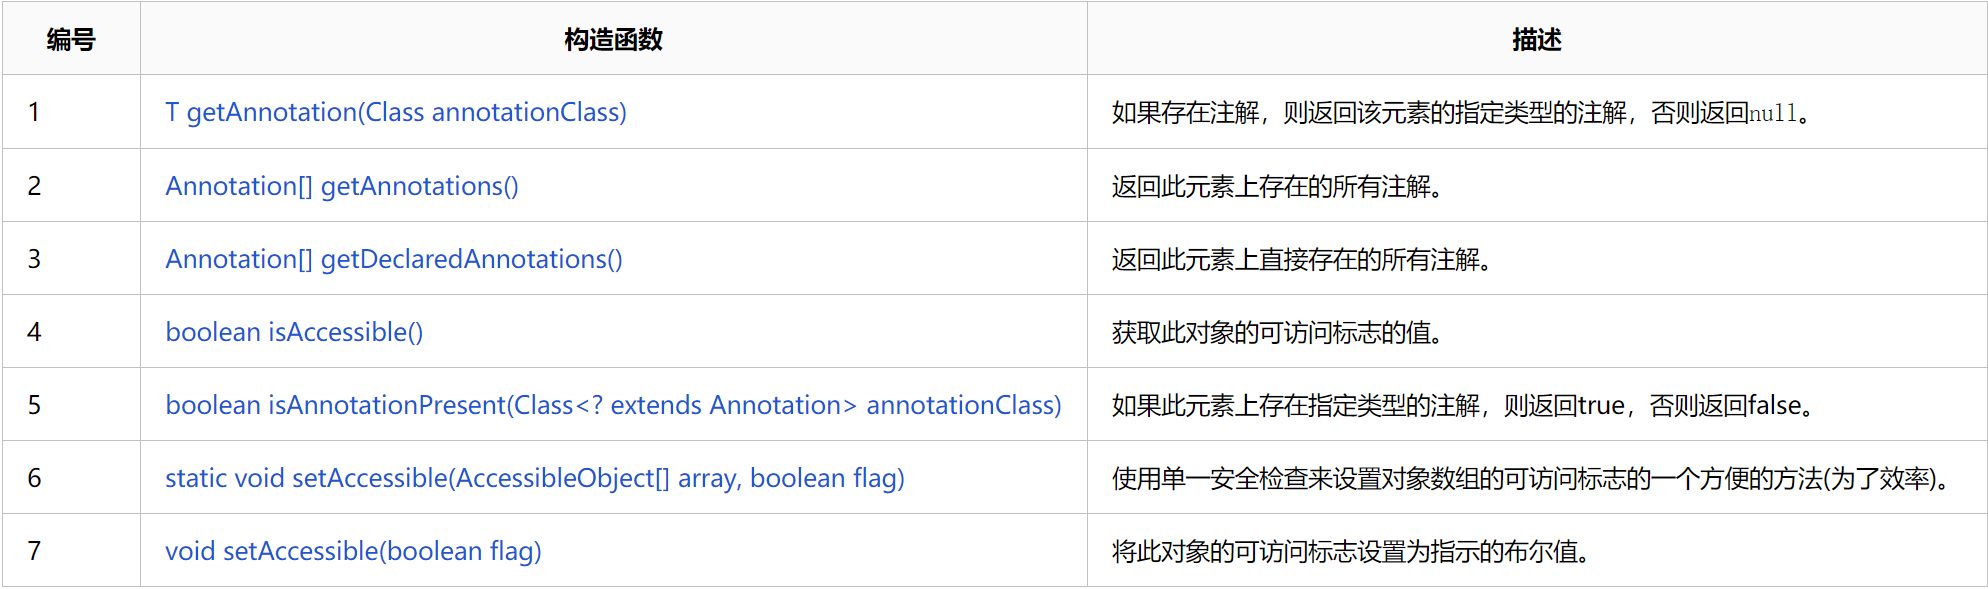 编号 构造函数 描述
1 T getAnnotation(Class annotationClass) 如果存在注解，则返回该元素的指定类型的注解，否则返回null。
2 Annotation[] getAnnotations() 返回此元素上存在的所有注解。
3 Annotation[] getDeclaredAnnotations() 返回此元素上直接存在的所有注解。
4 boolean isAccessible() 获取此对象的可访问标志的值。
5 boolean isAnnotationPresent(Class<? extends Annotation> annotationClass) 如果此元素上存在指定类型的注解，则返回true，否则返回false。
6 static void setAccessible(AccessibleObject[] array, boolean flag) 使用单一安全检查来设置对象数组的可访问标志的一个方便的方法(为了效率)。
7 void setAccessible(boolean flag) 将此对象的可访问标志设置为指示的布尔值。